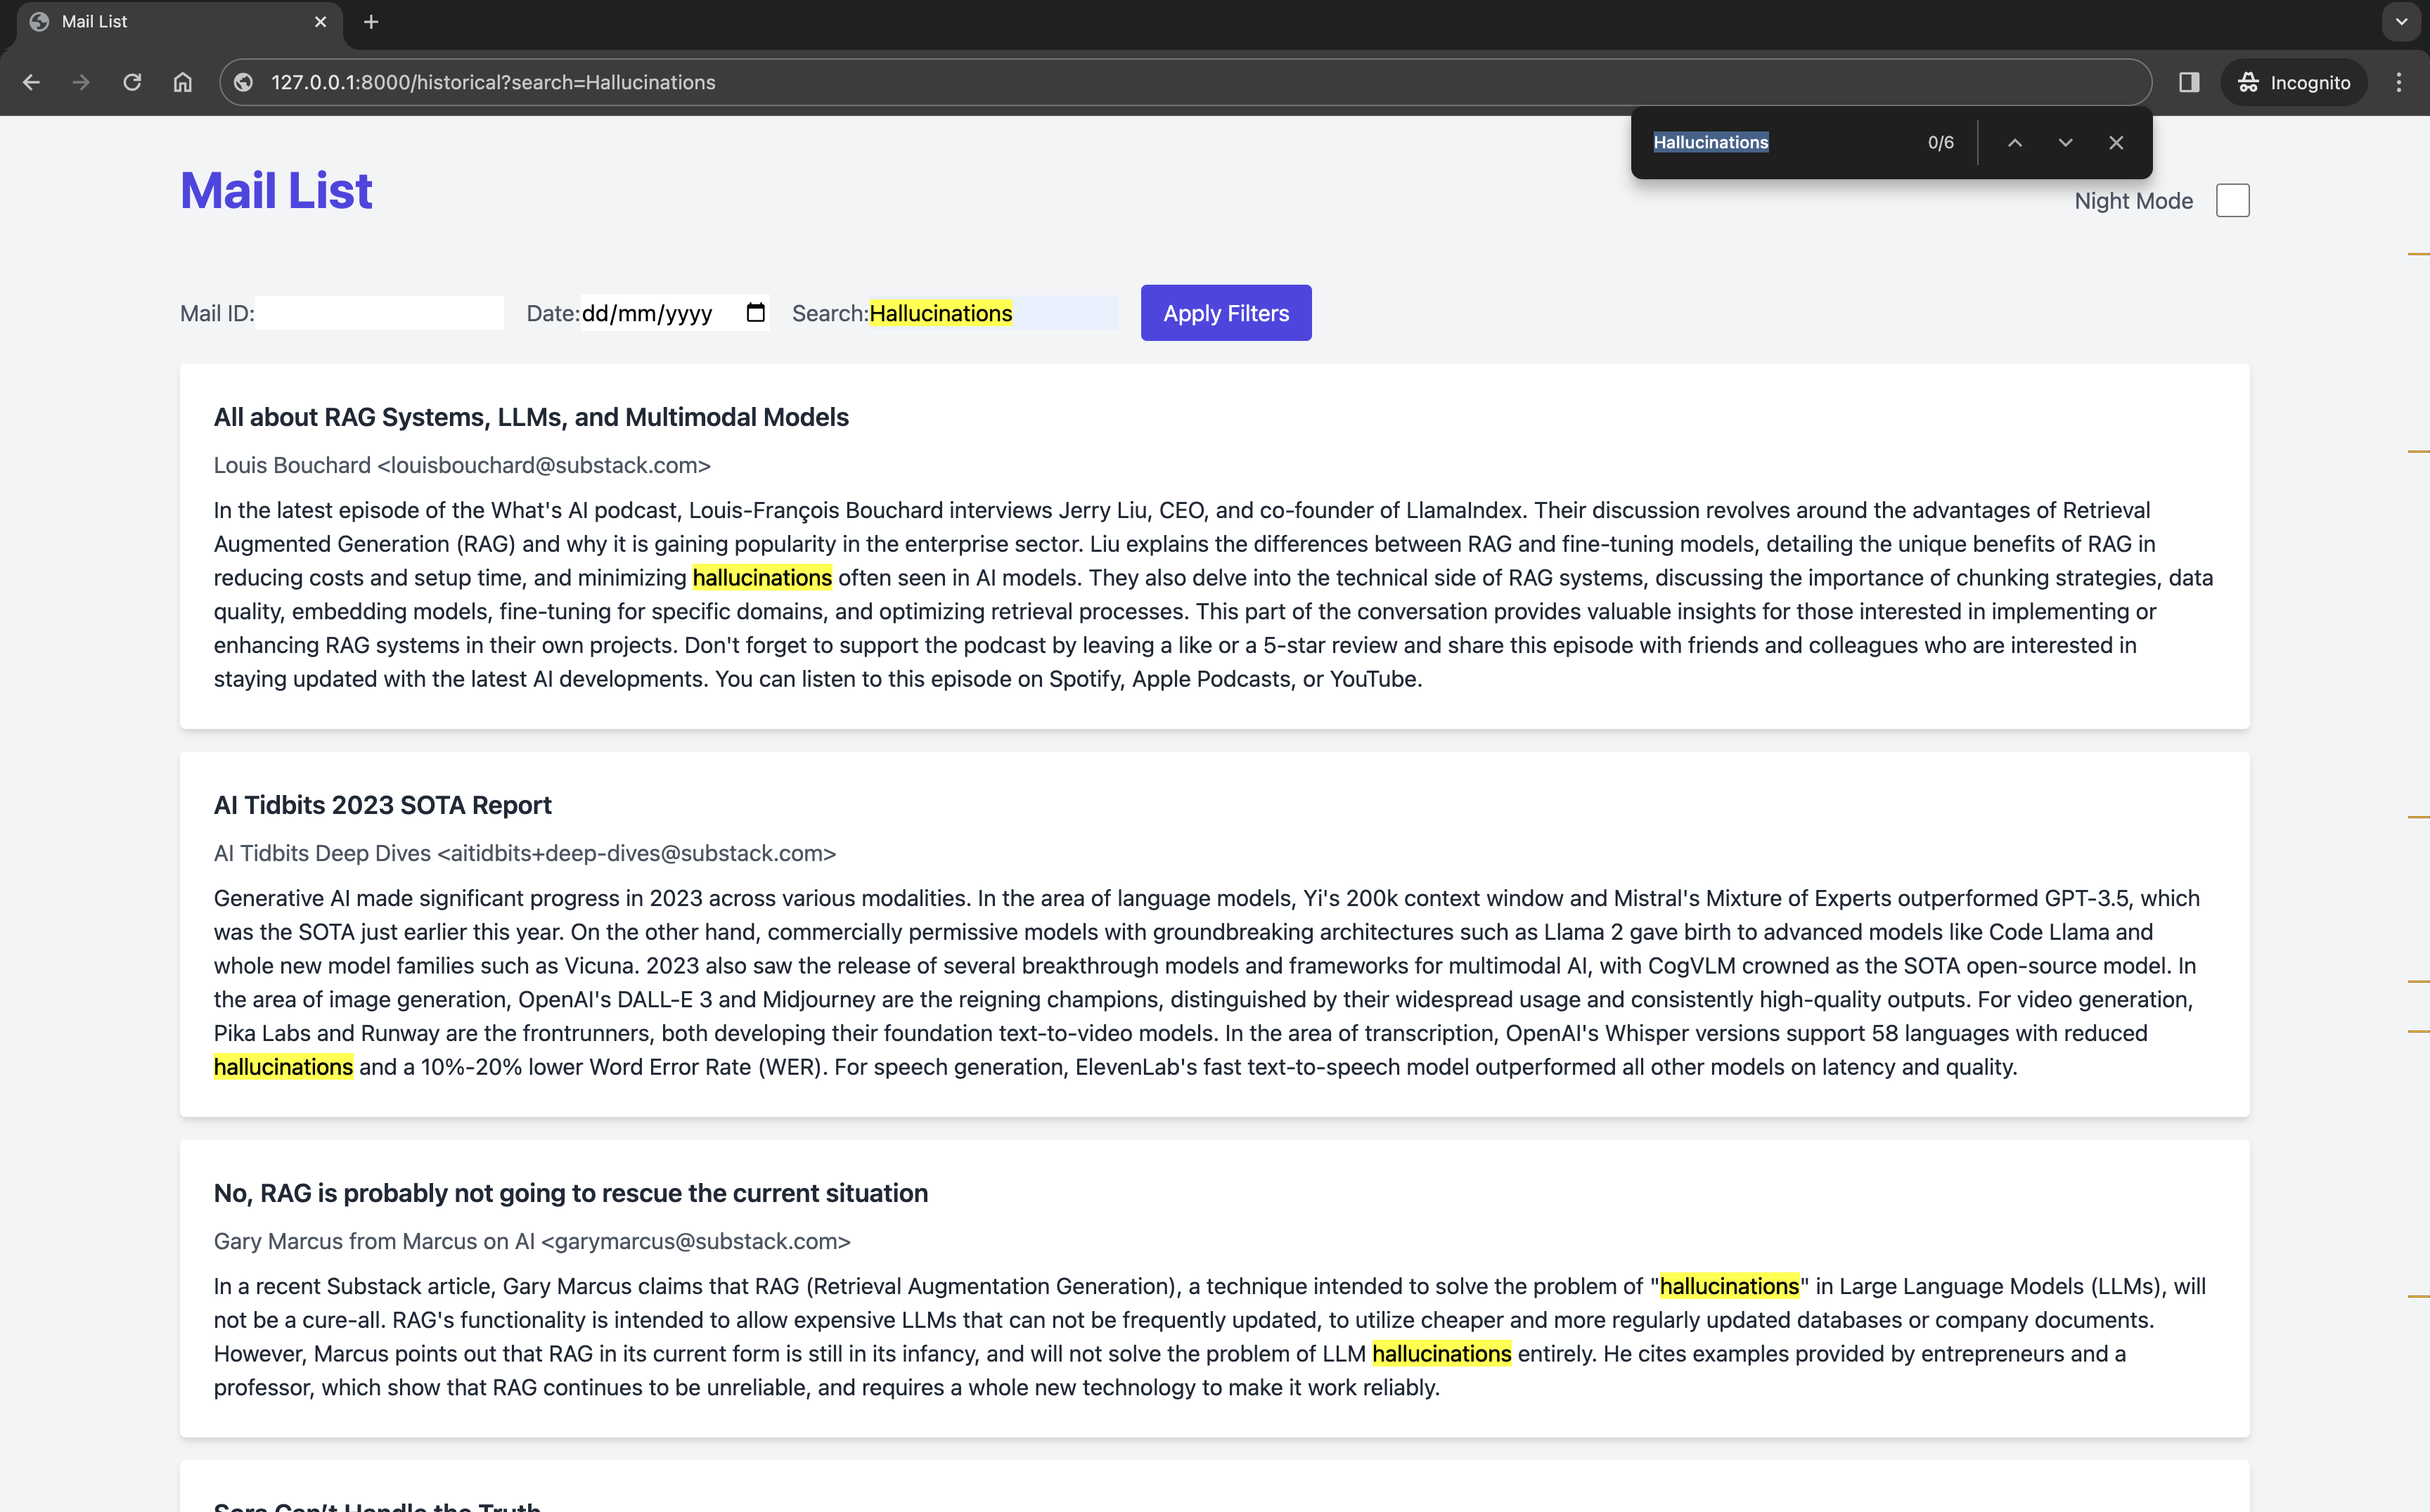 Mail List
127.0.0.1:8000/historical?search=Hallucinations
Incognito
Hallucinations 0/6
Mail List
Night Mode
Mail ID: Date: dd/mm/yyyy Search: Hallucinations Apply Filters
All about RAG Systems, LLMs, and Multimodal Models
Louis Bouchard <louisbouchard@substack.com>
In the latest episode of the What's AI podcast, Louis-François Bouchard interviews Jerry Liu, CEO, and co-founder of LlamaIndex. Their discussion revolves around the advantages of Retrieval
Augmented Generation (RAG) and why it is gaining popularity in the enterprise sector. Liu explains the differences between RAG and fine-tuning models, detailing the unique benefits of RAG in
reducing costs and setup time, and minimizing hallucinations often seen in AI models. They also delve into the technical side of RAG systems, discussing the importance of chunking strategies, data
quality, embedding models, fine-tuning for specific domains, and optimizing retrieval processes. This part of the conversation provides valuable insights for those interested in implementing or
enhancing RAG systems in their own projects. Don't forget to support the podcast by leaving a like or a 5-star review and share this episode with friends and colleagues who are interested in
staying updated with the latest AI developments. You can listen to this episode on Spotify, Apple Podcasts, or YouTube.
AI Tidbits 2023 SOTA Report
AI Tidbits Deep Dives <aitidbits+deep-dives@substack.com>
Generative AI made significant progress in 2023 across various modalities. In the area of language models, Yi's 200k context window and Mistral's Mixture of Experts outperformed GPT-3.5, which
was the SOTA just earlier this year. On the other hand, commercially permissive models with groundbreaking architectures such as Llama 2 gave birth to advanced models like Code Llama and
whole new model families such as Vicuna. 2023 also saw the release of several breakthrough models and frameworks for multimodal AI, with CogVLM crowned as the SOTA open-source model. In
the area of image generation, OpenAI's DALL-E 3 and Midjourney are the reigning champions, distinguished by their widespread usage and consistently high-quality outputs. For video generation,
Pika Labs and Runway are the frontrunners, both developing their foundation text-to-video models. In the area of transcription, OpenAI's Whisper versions support 58 languages with reduced
hallucinations and a 10%-20% lower Word Error Rate (WER). For speech generation, ElevenLab's fast text-to-speech model outperformed all other models on latency and quality.
No, RAG is probably not going to rescue the current situation
Gary Marcus from Marcus on AI <garymarcus@substack.com>
In a recent Substack article, Gary Marcus claims that RAG (Retrieval Augmentation Generation), a technique intended to solve the problem of "hallucinations" in Large Language Models (LLMs), will
not be a cure-all. RAG's functionality is intended to allow expensive LLMs that can not be frequently updated, to utilize cheaper and more regularly updated databases or company documents.
However, Marcus points out that RAG in its current form is still in its infancy, and will not solve the problem of LLM hallucinations entirely. He cites examples provided by entrepreneurs and a
professor, which show that RAG continues to be unreliable, and requires a whole new technology to make it work reliably.
Sora Can't Handle the Truth